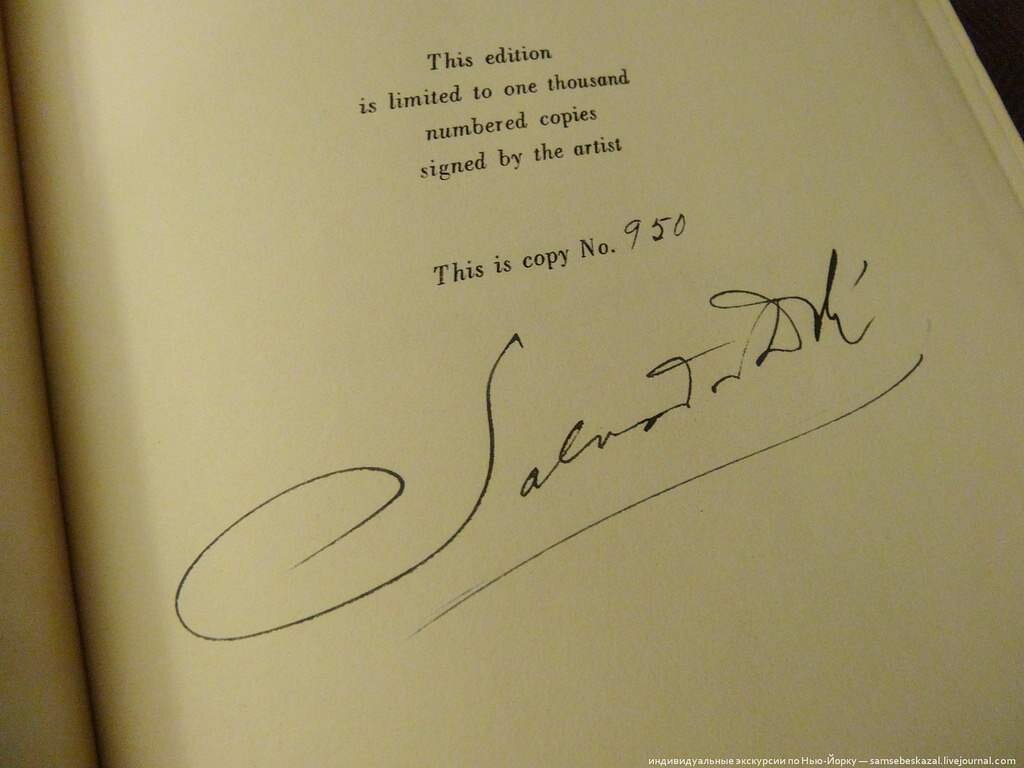 This edition
is limited to one thousand
numbered copies
signed by the artist
This is copy No. 950
Salvador Dalí
индивидуальные экскурсии по Нью-Йорку — samsebeskazal.livejournal.com